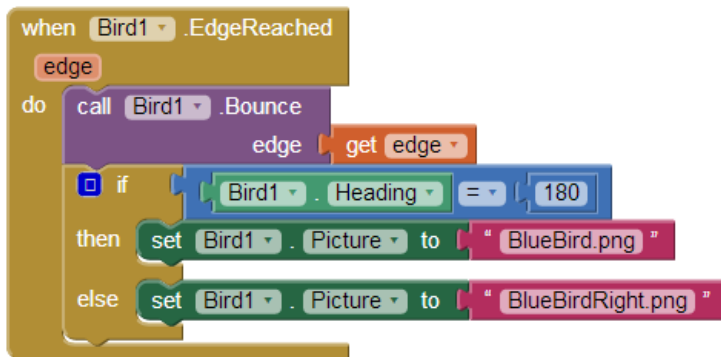 when Bird1 .EdgeReached
edge
do call Bird1 .Bounce
edge get edge
if Bird1 . Heading = 180
then set Bird1 . Picture to " BlueBird.png "
else set Bird1 . Picture to " BlueBirdRight.png "